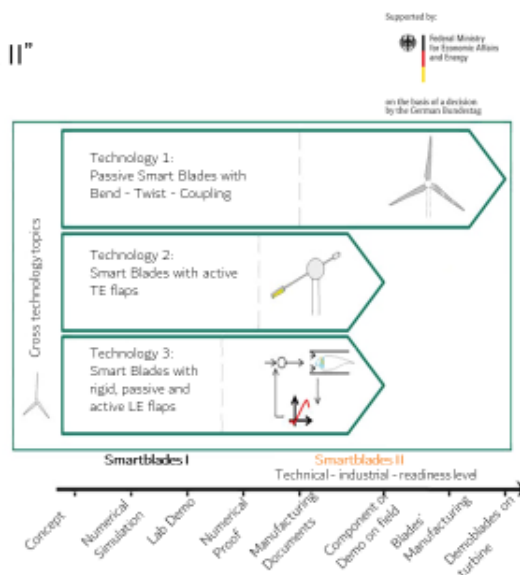 Supported by:
II"
Federal Ministry
for Economic Affairs
and Energy
on the basis of a decision
by the German Bundestag
Cross technology topics
Technology 1:
Passive Smart Blades with
Bend - Twist - Coupling
Technology 2:
Smart Blades with active
TE flaps
Technology 3:
Smart Blades with
rigid, passive and
active LE flaps
Smartblades I
Smartblades II
Technical - industrial - readiness level
Concept
Numerical
Simulation
Lab Demo
Numerical
Proof
Manufacturing
Documents
Component of
Demo on field
Blades'
Manufacturing
Demoblades on
turbine